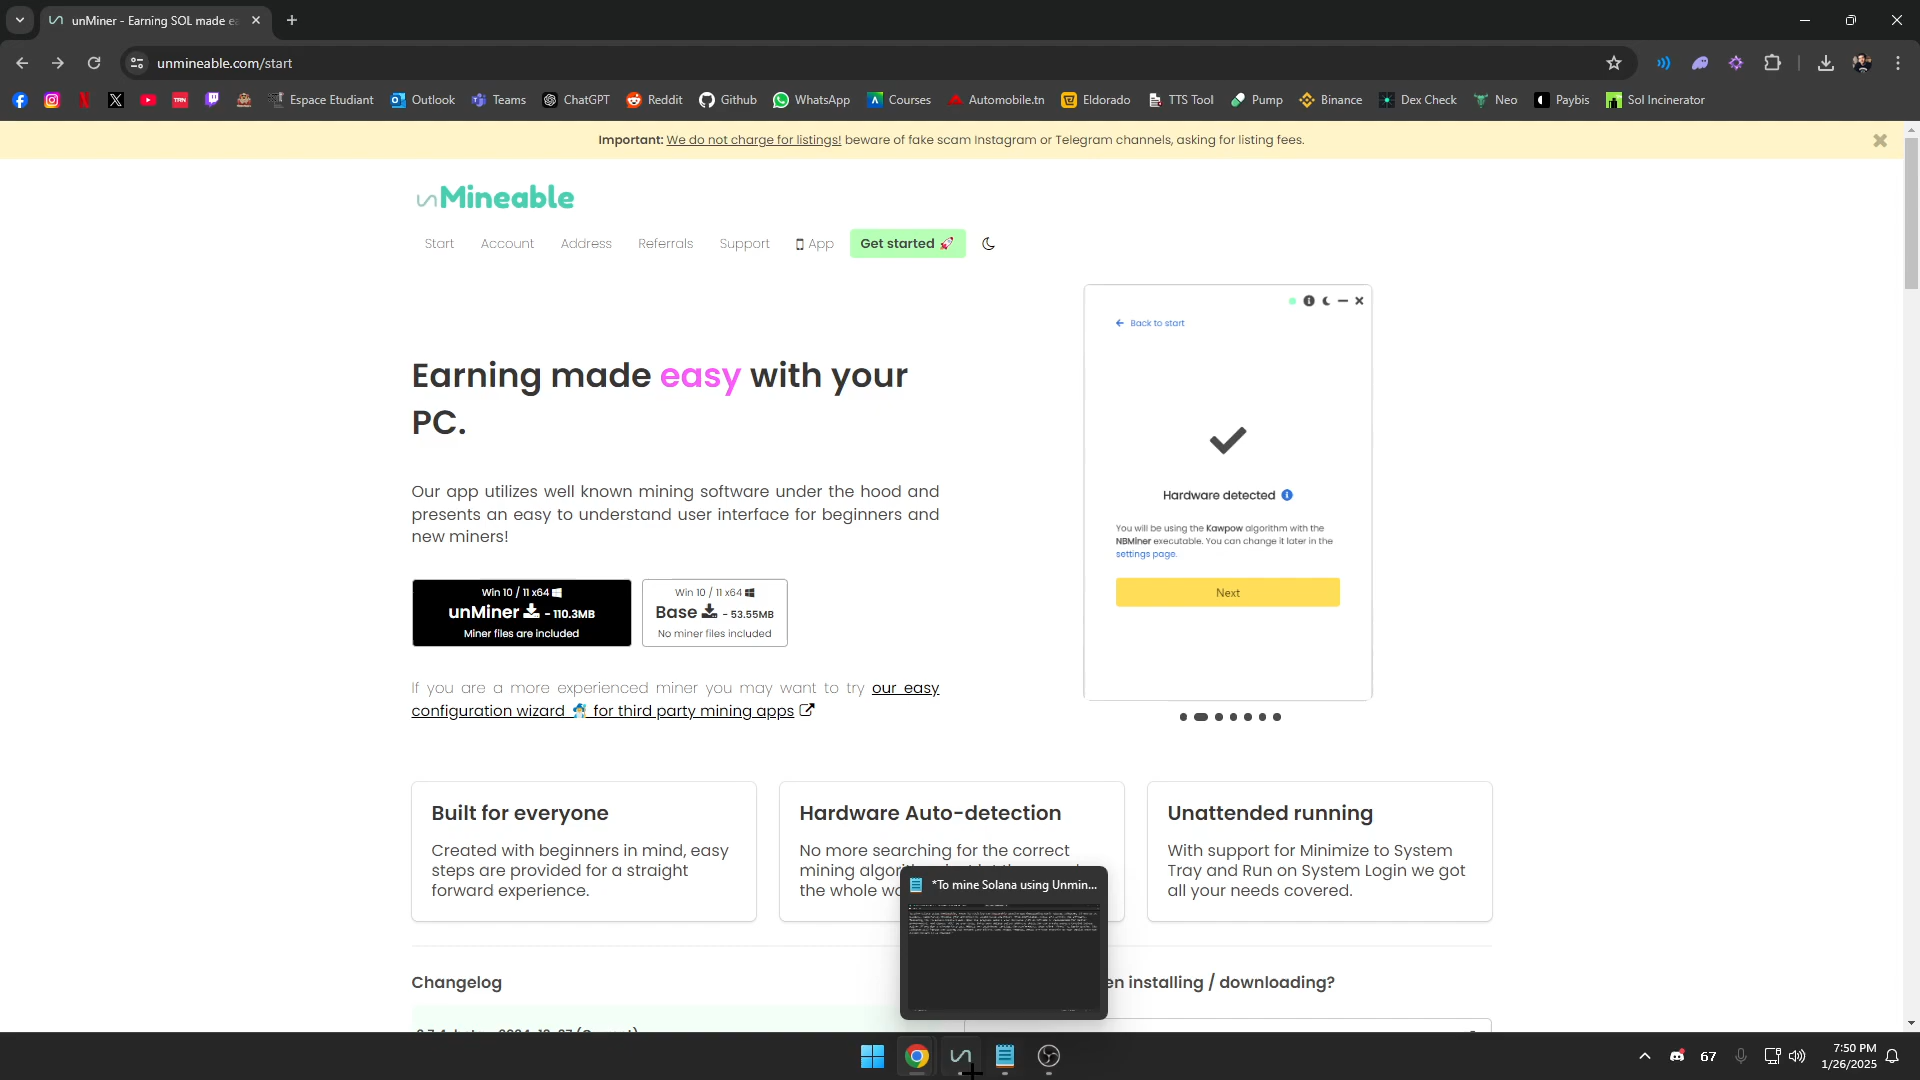 unMiner - Earning SOL made ea
unmineable.com/start
Espace Etudiant
Outlook
Teams
ChatGPT
Reddit
Github
WhatsApp
Courses
Automobile.tn
Eldorado
TTS Tool
Pump
Binance
Dex Check
Neo
Paybis
Sol Incinerator
Important: We do not charge for listings! beware of fake scam Instagram or Telegram channels, asking for listing fees.
unMineable
Start
Account
Address
Referrals
Support
App
Get started 🚀
Back to start
Earning made easy with your
PC.
Hardware detected
You will be using the Kawpow algorithm with the
NBMiner executable. You can change it later in the
settings page.
Next
Our app utilizes well known mining software under the hood and
presents an easy to understand user interface for beginners and
new miners!
Win 10 / 11 x64
unMiner - 110.3MB
Miner files are included
Win 10 / 11 x64
Base - 53.55MB
No miner files included
If you are a more experienced miner you may want to try our easy
configuration wizard for third party mining apps
Built for everyone
Created with beginners in mind, easy
steps are provided for a straight
forward experience.
Hardware Auto-detection
No more searching for the correct
mining
the whole
Unattended running
With support for Minimize to System
Tray and Run on System Login we got
all your needs covered.
*To mine Solana using Unmin...
Changelog
en installing / downloading?
67
7:50 PM
1/26/2025